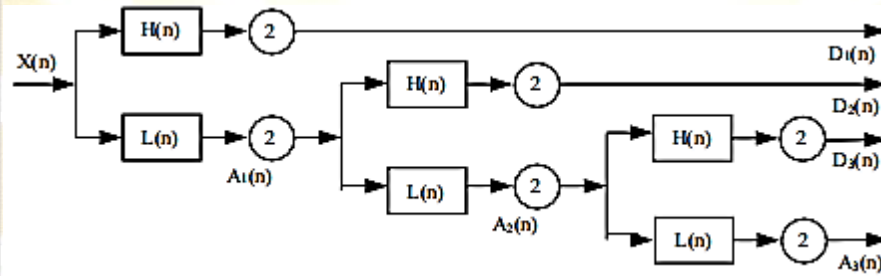 H(n) 2
D1(n)
X(n)
H(n) 2
D2(n)
L(n) 2
A1(n)
H(n) 2
D3(n)
L(n) 2
A2(n)
L(n) 2
A3(n)